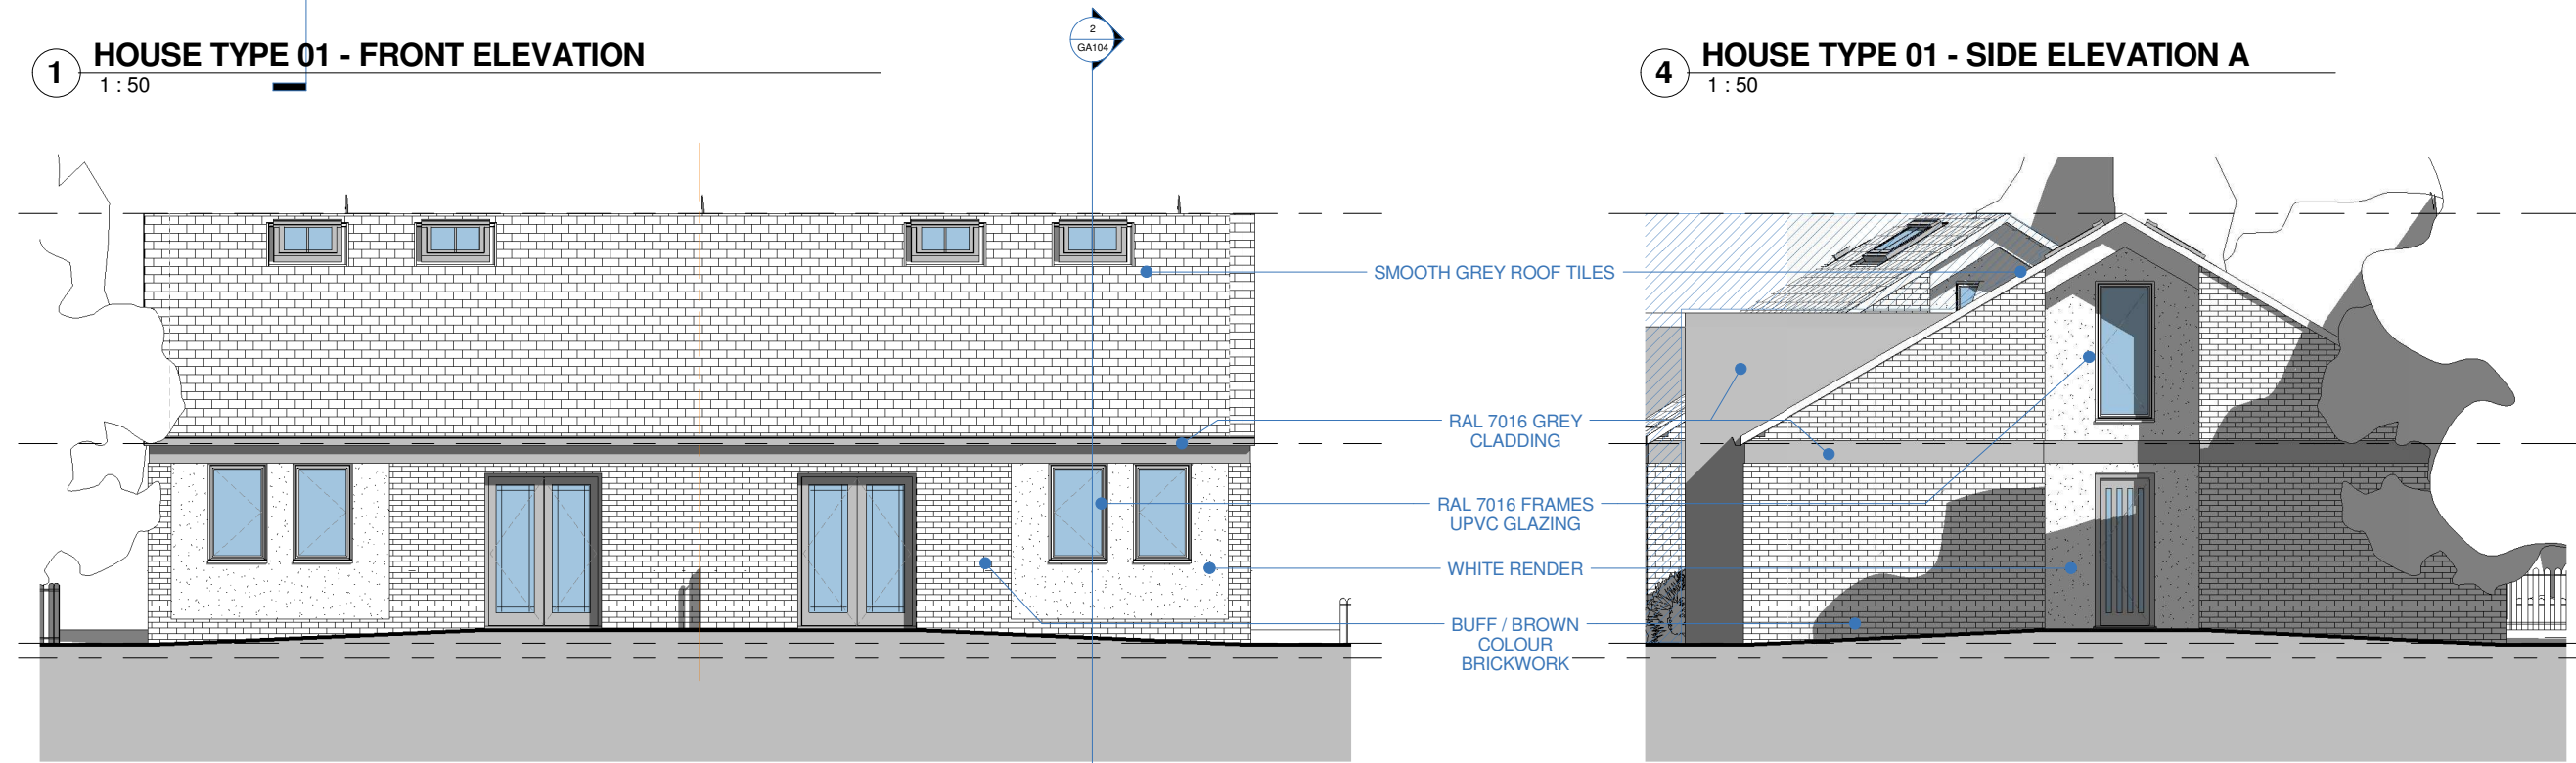 1
HOUSE TYPE 01 - FRONT ELEVATION
1 : 50
2
GA104
4
HOUSE TYPE 01 - SIDE ELEVATION A
1 : 50
SMOOTH GREY ROOF TILES
RAL 7016 GREY
CLADDING
RAL 7016 FRAMES
UPVC GLAZING
WHITE RENDER
BUFF / BROWN
COLOUR
BRICKWORK